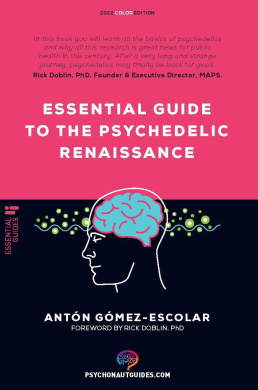 2022 COLOR EDITION
In this book you will learn all the basics of psychedelics
and why all this research is great news for public
health in this century. After a very long and strange
journey, psychedelics may finally be back for good.
Rick Doblin, PhD. Founder & Executive Director, MAPS.
ESSENTIAL GUIDE
TO THE PSYCHEDELIC
RENAISSANCE
ESSENTIAL
GUIDES
ANTÓN GÓMEZ-ESCOLAR
FOREWORD BY RICK DOBLIN, PhD
PSYCHONAUTGUIDES.COM